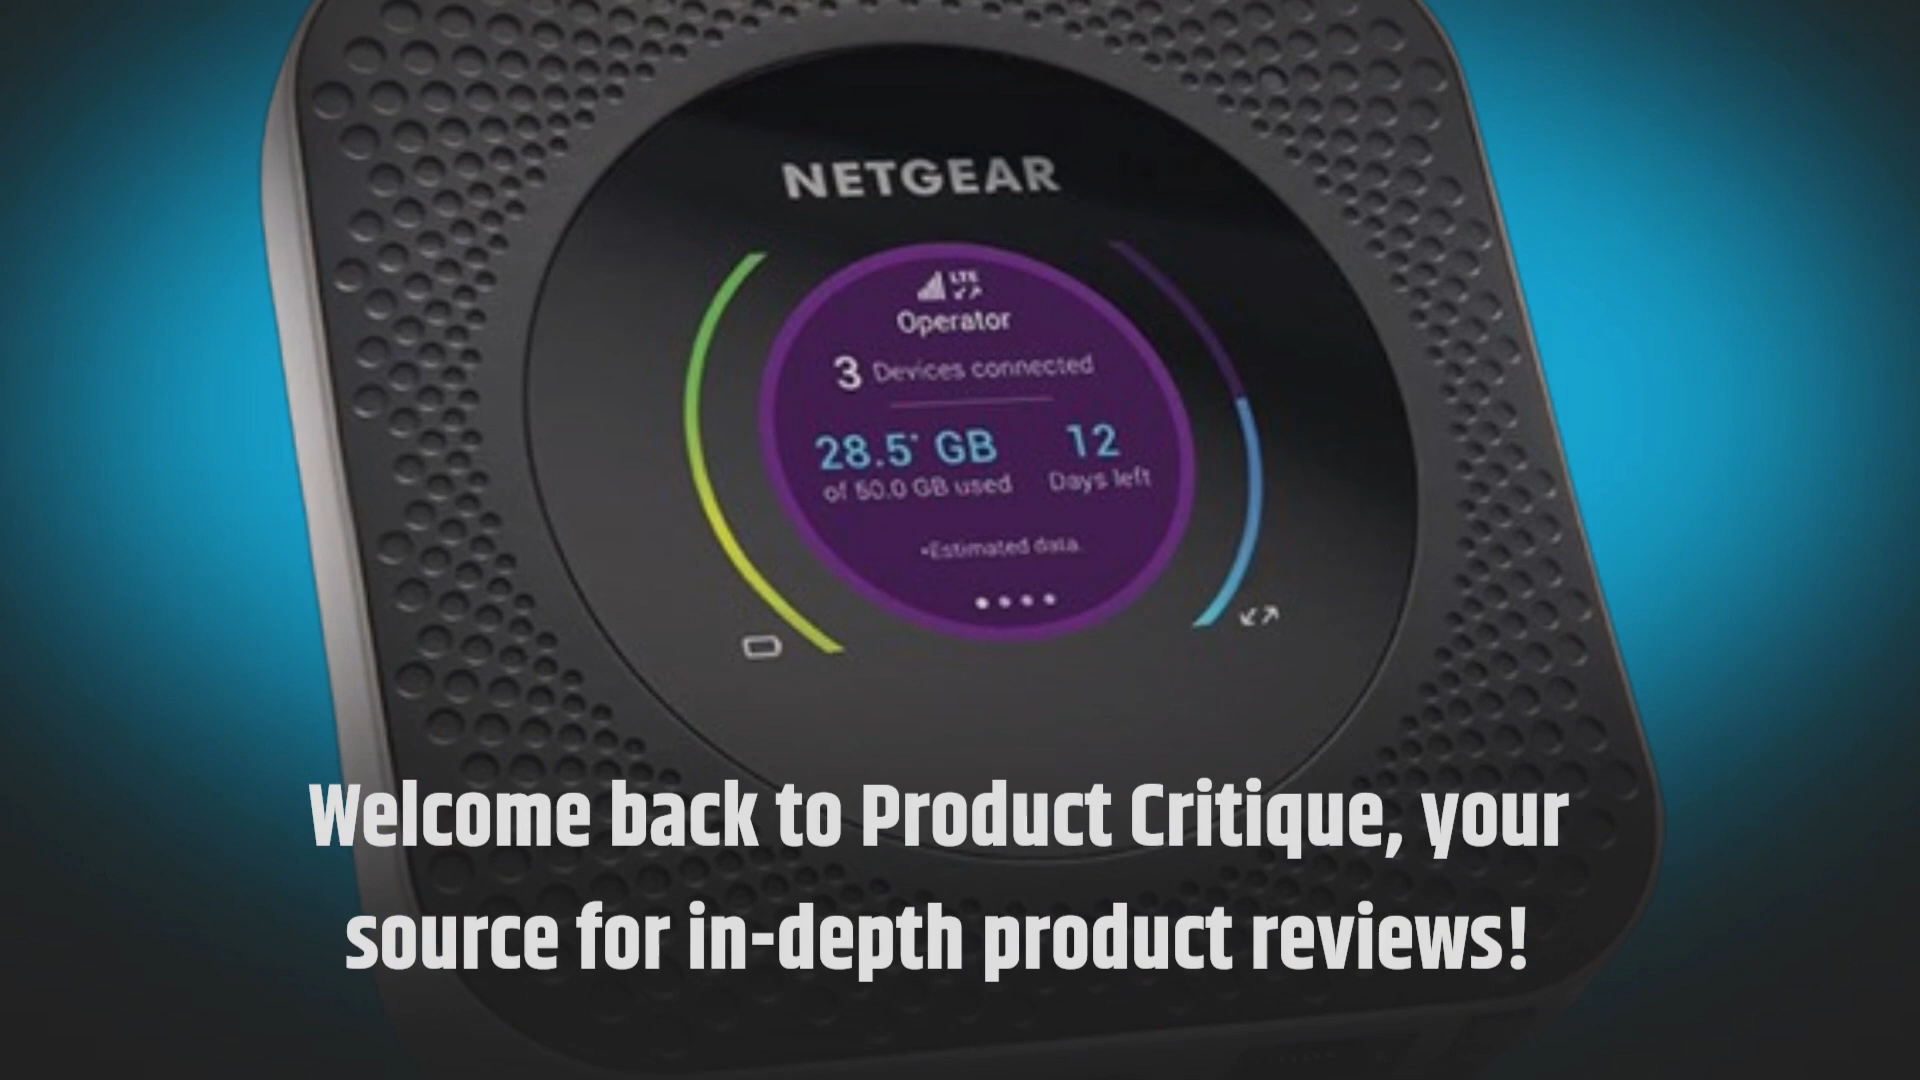 NETGEAR
LTE
Operator
3 Devices connected
28.5* GB 12
of 50.0 GB used Days left
*Estimated data.
Welcome back to Product Critique, your
source for in-depth product reviews!